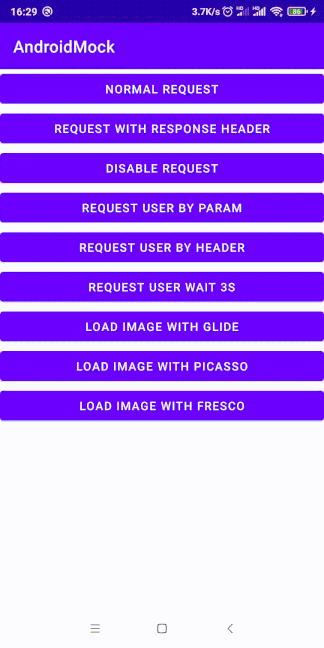 16:29 3.7K/s 86
AndroidMock
NORMAL REQUEST
REQUEST WITH RESPONSE HEADER
DISABLE REQUEST
REQUEST USER BY PARAM
REQUEST USER BY HEADER
REQUEST USER WAIT 3S
LOAD IMAGE WITH GLIDE
LOAD IMAGE WITH PICASSO
LOAD IMAGE WITH FRESCO